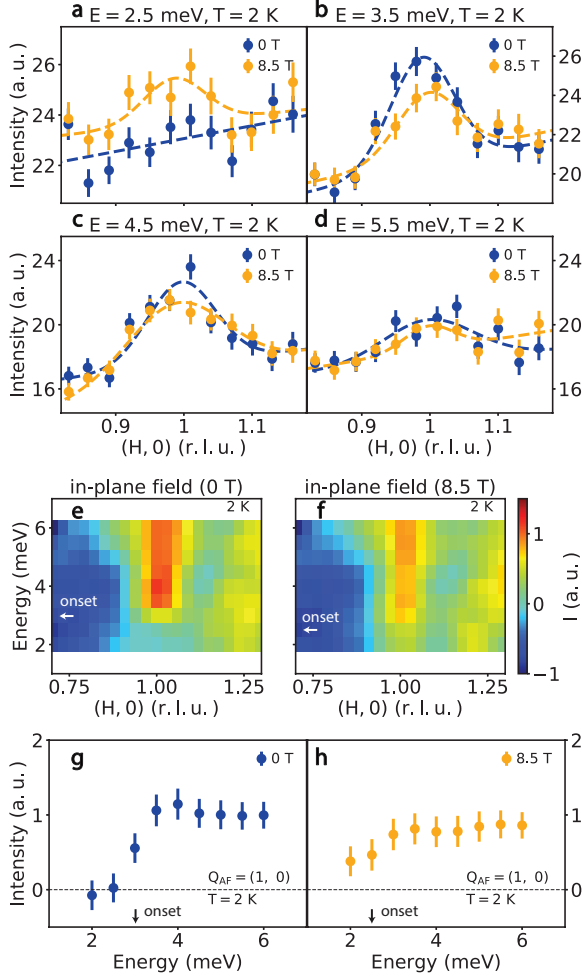 a E = 2.5 meV, T = 2 K
b E = 3.5 meV, T = 2 K
0 T
8.5 T
0 T
8.5 T
Intensity (a. u.)
26
24
22
26
24
22
20
c E = 4.5 meV, T = 2 K
d E = 5.5 meV, T = 2 K
0 T
8.5 T
0 T
8.5 T
Intensity (a. u.)
24
20
16
24
20
16
0.9 1 1.1
0.9 1 1.1
(H, 0) (r. l. u.)
(H, 0) (r. l. u.)
in-plane field (0 T)
in-plane field (8.5 T)
e 2 K
f 2 K
Energy (meV)
6
4
2
onset
onset
1
0
−1
I (a. u.)
0.75 1.00 1.25
0.75 1.00 1.25
(H, 0) (r. l. u.)
(H, 0) (r. l. u.)
g 0 T
h 8.5 T
Intensity (a. u.)
2
1
0
2
1
0
Q_AF = (1, 0)
T = 2 K
onset
Q_AF = (1, 0)
T = 2 K
onset
2 4 6
2 4 6
Energy (meV)
Energy (meV)